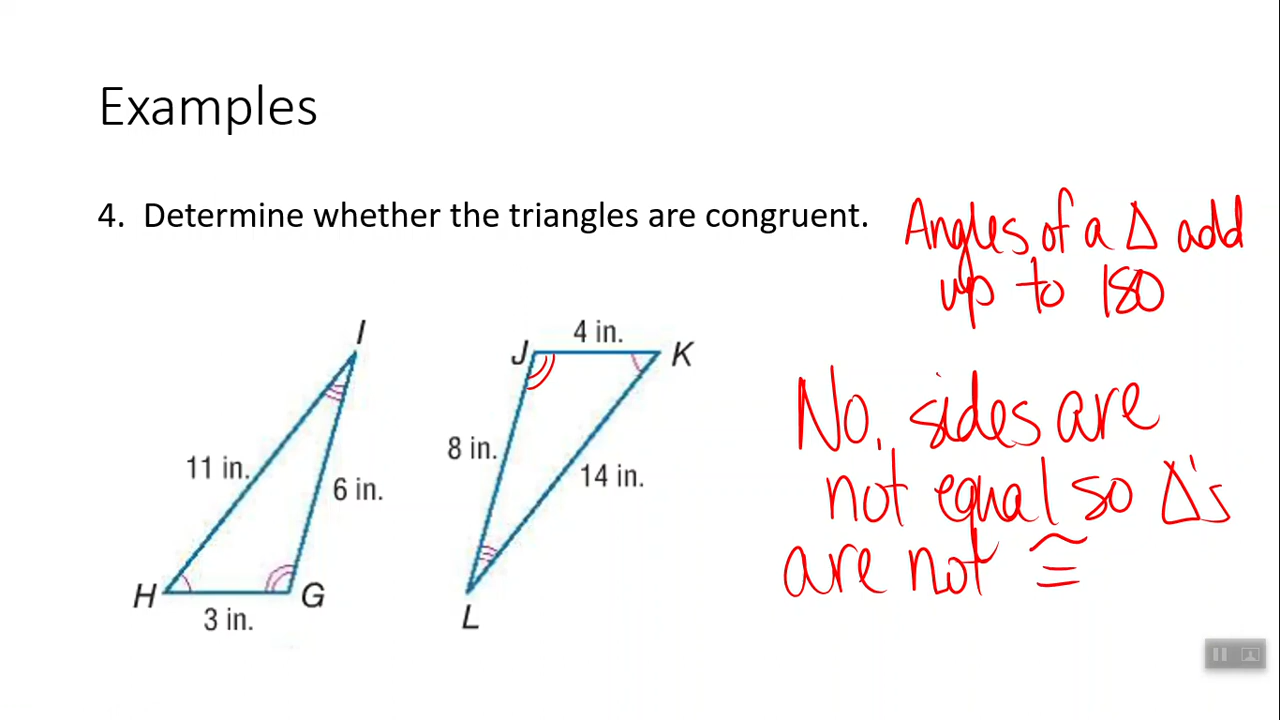 Examples
4. Determine whether the triangles are congruent.
Angles of a Δ add
up to 180
I
4 in.
J
K
No, sides are
8 in.
11 in.
14 in.
6 in.
not equal so Δ's
are not ≅
H
G
3 in.
L